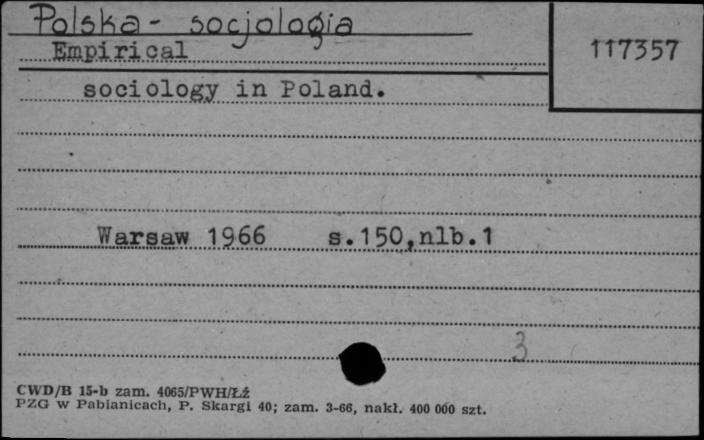 Polska - socjologia
Empirical
117357
sociology in Poland.
Warsaw 1966 s.150,nlb.1
3
CWD/B 15-b zam. 4065/PWH/Łź
PZG w Pabianicach, P. Skargi 40; zam. 3-66, nakł. 400 000 szt.